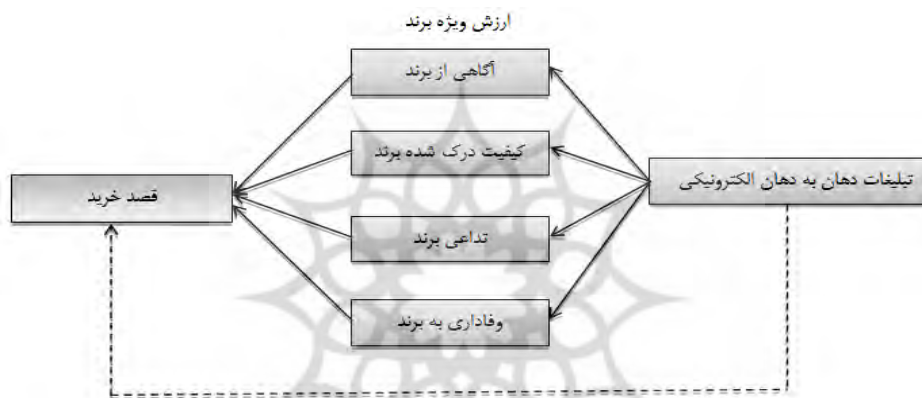 ارزش ویژه برند
آگاهی از برند
کیفیت درک شده برند
تبلیغات دهان به دهان الکترونیکی
قصد خرید
تداعی برند
وفاداری به برند